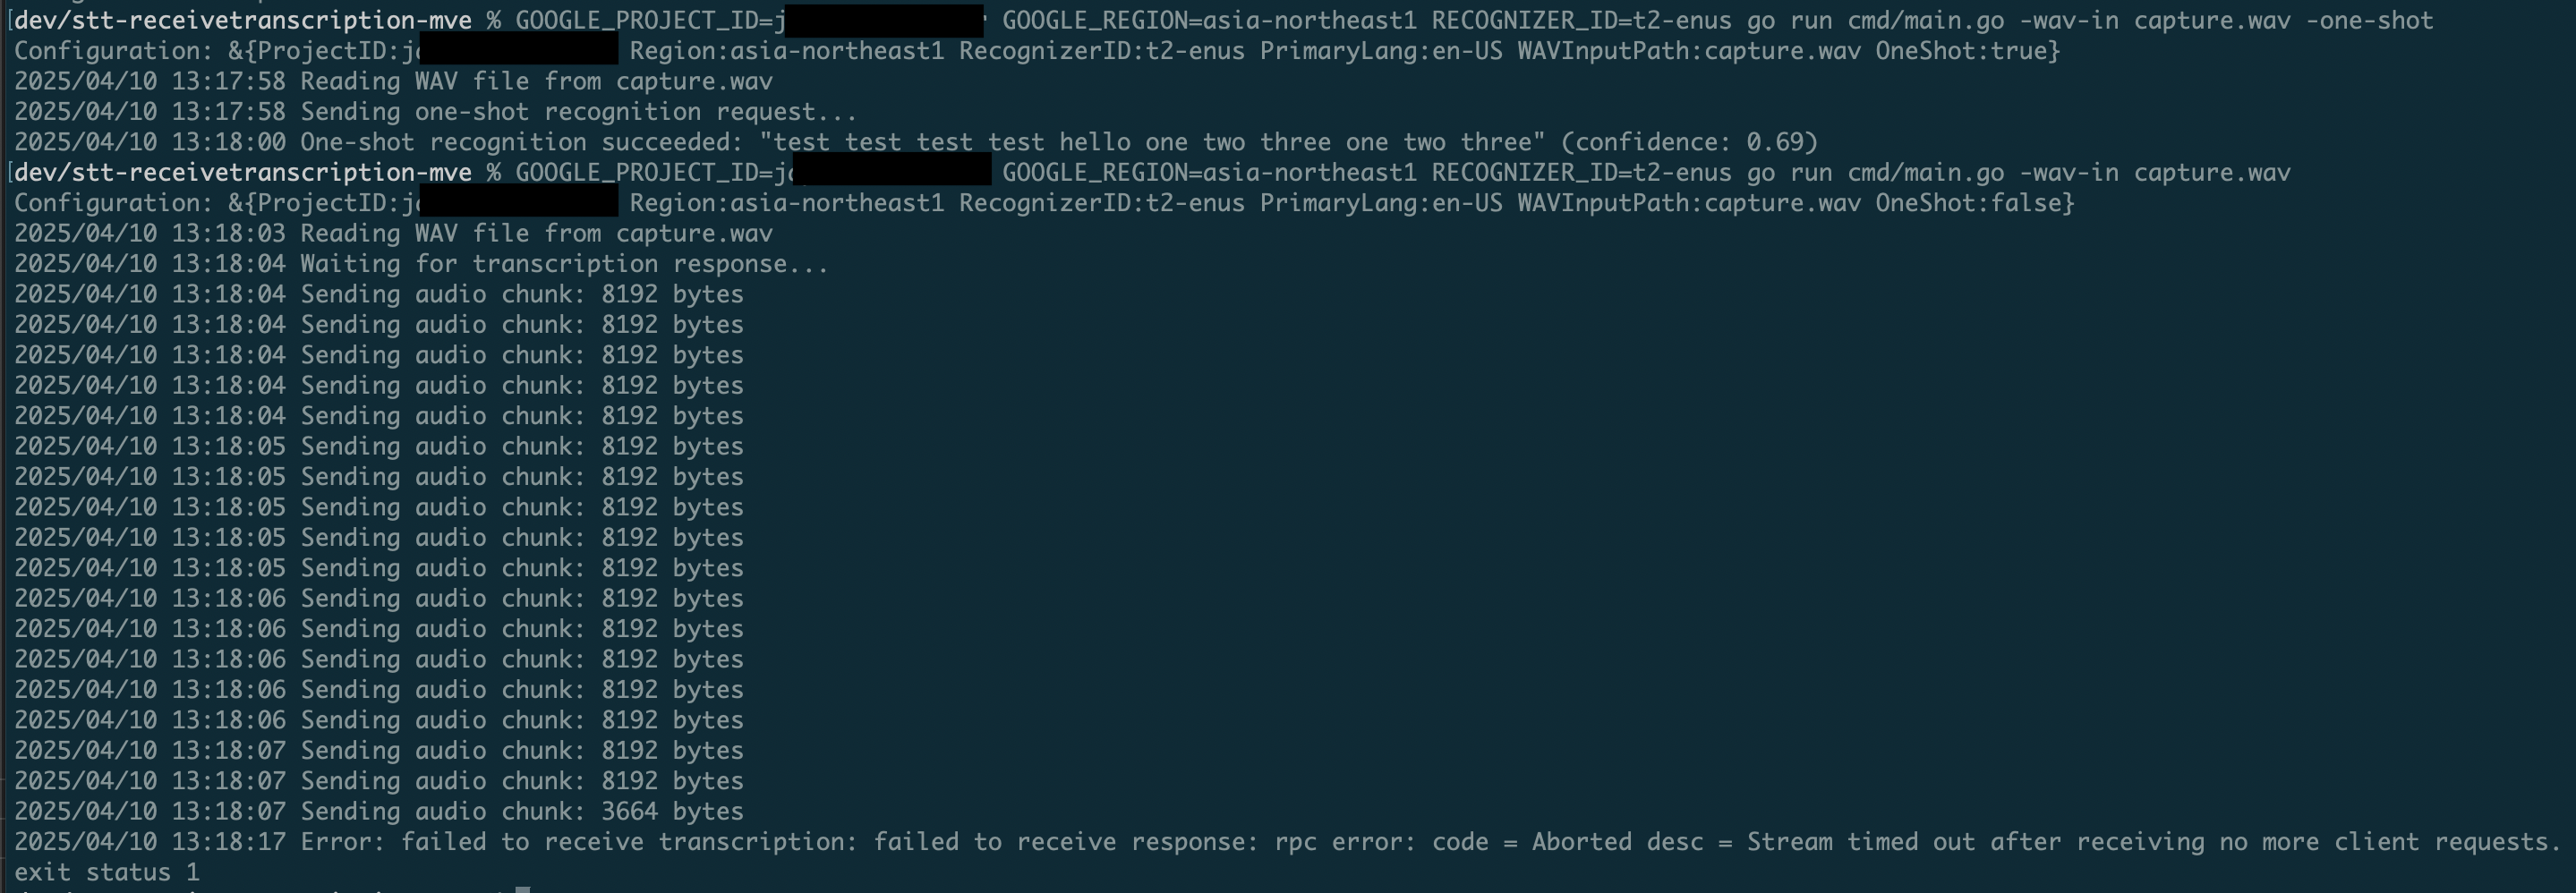 [dev/stt-receivetranscription-mve % GOOGLE_PROJECT_ID=j GOOGLE_REGION=asia-northeast1 RECOGNIZER_ID=t2-enus go run cmd/main.go -wav-in capture.wav -one-shot
Configuration: &{ProjectID:j Region:asia-northeast1 RecognizerID:t2-enus PrimaryLang:en-US WAVInputPath:capture.wav OneShot:true}
2025/04/10 13:17:58 Reading WAV file from capture.wav
2025/04/10 13:17:58 Sending one-shot recognition request...
2025/04/10 13:18:00 One-shot recognition succeeded: "test test test test hello one two three one two three" (confidence: 0.69)
[dev/stt-receivetranscription-mve % GOOGLE_PROJECT_ID=j GOOGLE_REGION=asia-northeast1 RECOGNIZER_ID=t2-enus go run cmd/main.go -wav-in capture.wav
Configuration: &{ProjectID:j Region:asia-northeast1 RecognizerID:t2-enus PrimaryLang:en-US WAVInputPath:capture.wav OneShot:false}
2025/04/10 13:18:03 Reading WAV file from capture.wav
2025/04/10 13:18:04 Waiting for transcription response...
2025/04/10 13:18:04 Sending audio chunk: 8192 bytes
2025/04/10 13:18:04 Sending audio chunk: 8192 bytes
2025/04/10 13:18:04 Sending audio chunk: 8192 bytes
2025/04/10 13:18:04 Sending audio chunk: 8192 bytes
2025/04/10 13:18:04 Sending audio chunk: 8192 bytes
2025/04/10 13:18:05 Sending audio chunk: 8192 bytes
2025/04/10 13:18:05 Sending audio chunk: 8192 bytes
2025/04/10 13:18:05 Sending audio chunk: 8192 bytes
2025/04/10 13:18:05 Sending audio chunk: 8192 bytes
2025/04/10 13:18:05 Sending audio chunk: 8192 bytes
2025/04/10 13:18:06 Sending audio chunk: 8192 bytes
2025/04/10 13:18:06 Sending audio chunk: 8192 bytes
2025/04/10 13:18:06 Sending audio chunk: 8192 bytes
2025/04/10 13:18:06 Sending audio chunk: 8192 bytes
2025/04/10 13:18:06 Sending audio chunk: 8192 bytes
2025/04/10 13:18:07 Sending audio chunk: 8192 bytes
2025/04/10 13:18:07 Sending audio chunk: 8192 bytes
2025/04/10 13:18:07 Sending audio chunk: 3664 bytes
2025/04/10 13:18:17 Error: failed to receive transcription: failed to receive response: rpc error: code = Aborted desc = Stream timed out after receiving no more client requests.
exit status 1